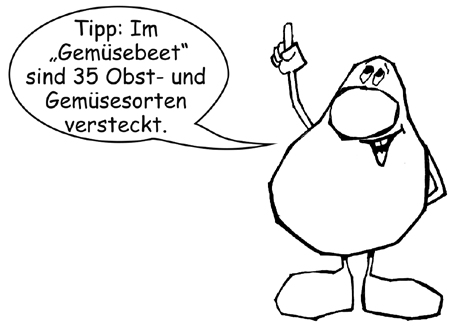 Tipp: Im
„Gemüsebeet“
sind 35 Obst- und
Gemüsesorten
versteckt.